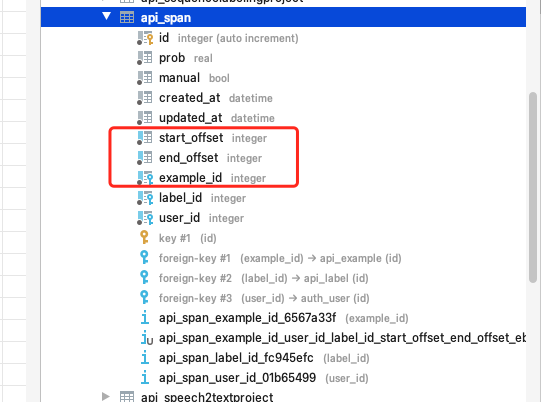 api_span
id integer (auto increment)
prob real
manual bool
created_at datetime
updated_at datetime
start_offset integer
end_offset integer
example_id integer
label_id integer
user_id integer
key #1 (id)
foreign-key #1 (example_id) → api_example (id)
foreign-key #2 (label_id) → api_label (id)
foreign-key #3 (user_id) → auth_user (id)
api_span_example_id_6567a33f (example_id)
api_span_example_id_user_id_label_id_start_offset_end_offset_eb
api_span_label_id_fc945efc (label_id)
api_span_user_id_01b65499 (user_id)
api_speech2textproject